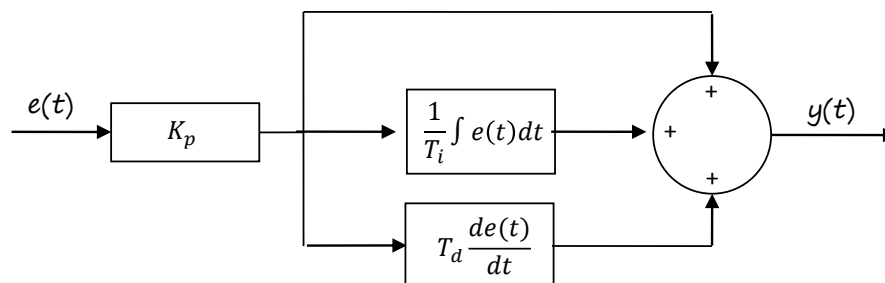 e(t)
K_p
1/T_i ∫ e(t)dt
T_d de(t)/dt
+
+
+
y(t)